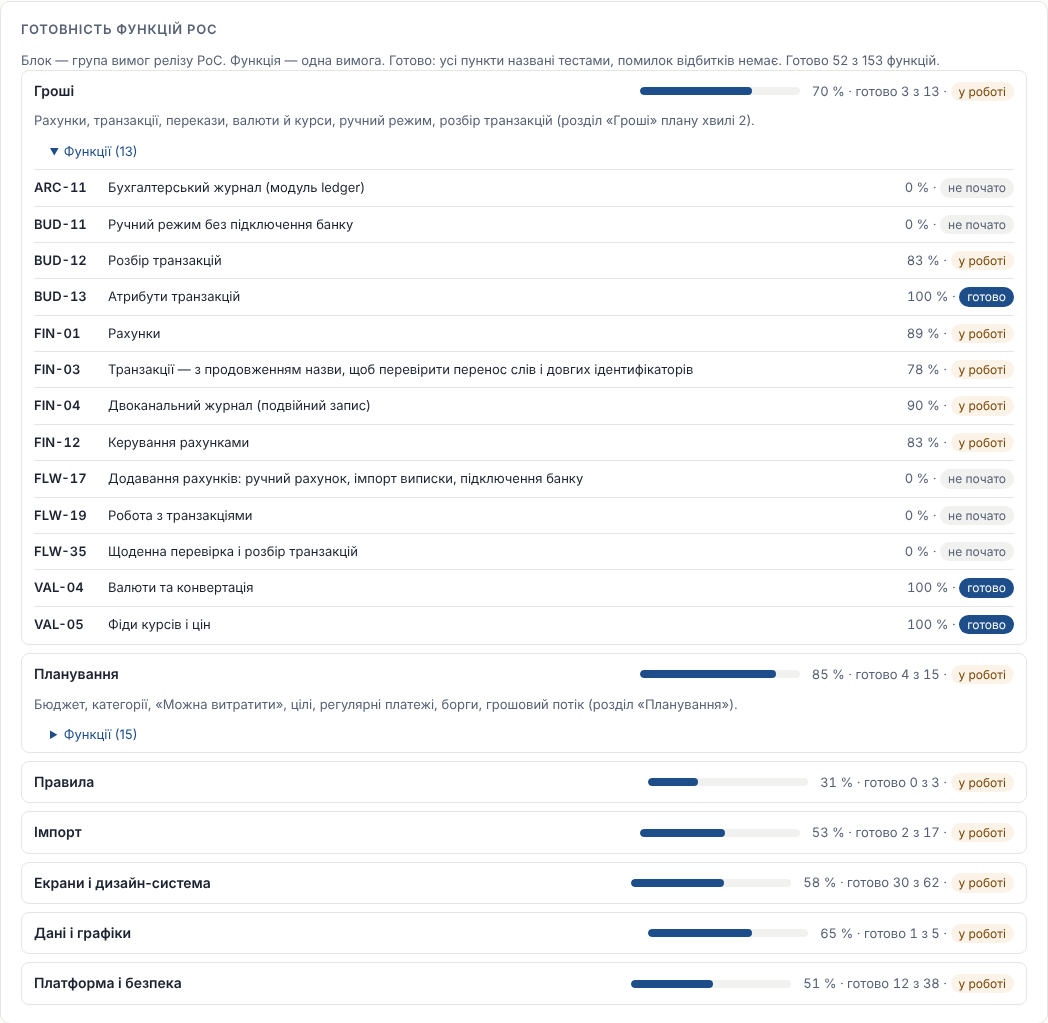 ГОТОВНІСТЬ ФУНКЦІЙ POC
Блок — група вимог релізу PoC. Функція — одна вимога. Готово: усі пункти названі тестами, помилок відбитків немає. Готово 52 з 153 функцій.
Гроші 70 % · готово 3 з 13 · у роботі
Рахунки, транзакції, перекази, валюти й курси, ручний режим, розбір транзакцій (розділ «Гроші» плану хвилі 2).
▼ Функції (13)
ARC-11 Бухгалтерський журнал (модуль ledger) 0 % · не почато
BUD-11 Ручний режим без підключення банку 0 % · не почато
BUD-12 Розбір транзакцій 83 % · у роботі
BUD-13 Атрибути транзакцій 100 % · готово
FIN-01 Рахунки 89 % · у роботі
FIN-03 Транзакції — з продовженням назви, щоб перевірити перенос слів і довгих ідентифікаторів 78 % · у роботі
FIN-04 Двоканальний журнал (подвійний запис) 90 % · у роботі
FIN-12 Керування рахунками 83 % · у роботі
FLW-17 Додавання рахунків: ручний рахунок, імпорт виписки, підключення банку 0 % · не почато
FLW-19 Робота з транзакціями 0 % · не почато
FLW-35 Щоденна перевірка і розбір транзакцій 0 % · не почато
VAL-04 Валюти та конвертація 100 % · готово
VAL-05 Фіди курсів і цін 100 % · готово
Планування 85 % · готово 4 з 15 · у роботі
Бюджет, категорії, «Можна витратити», цілі, регулярні платежі, борги, грошовий потік (розділ «Планування»).
▶ Функції (15)
Правила 31 % · готово 0 з 3 · у роботі
Імпорт 53 % · готово 2 з 17 · у роботі
Екрани і дизайн-система 58 % · готово 30 з 62 · у роботі
Дані і графіки 65 % · готово 1 з 5 · у роботі
Платформа і безпека 51 % · готово 12 з 38 · у роботі